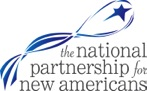 the national
partnership for
new americans